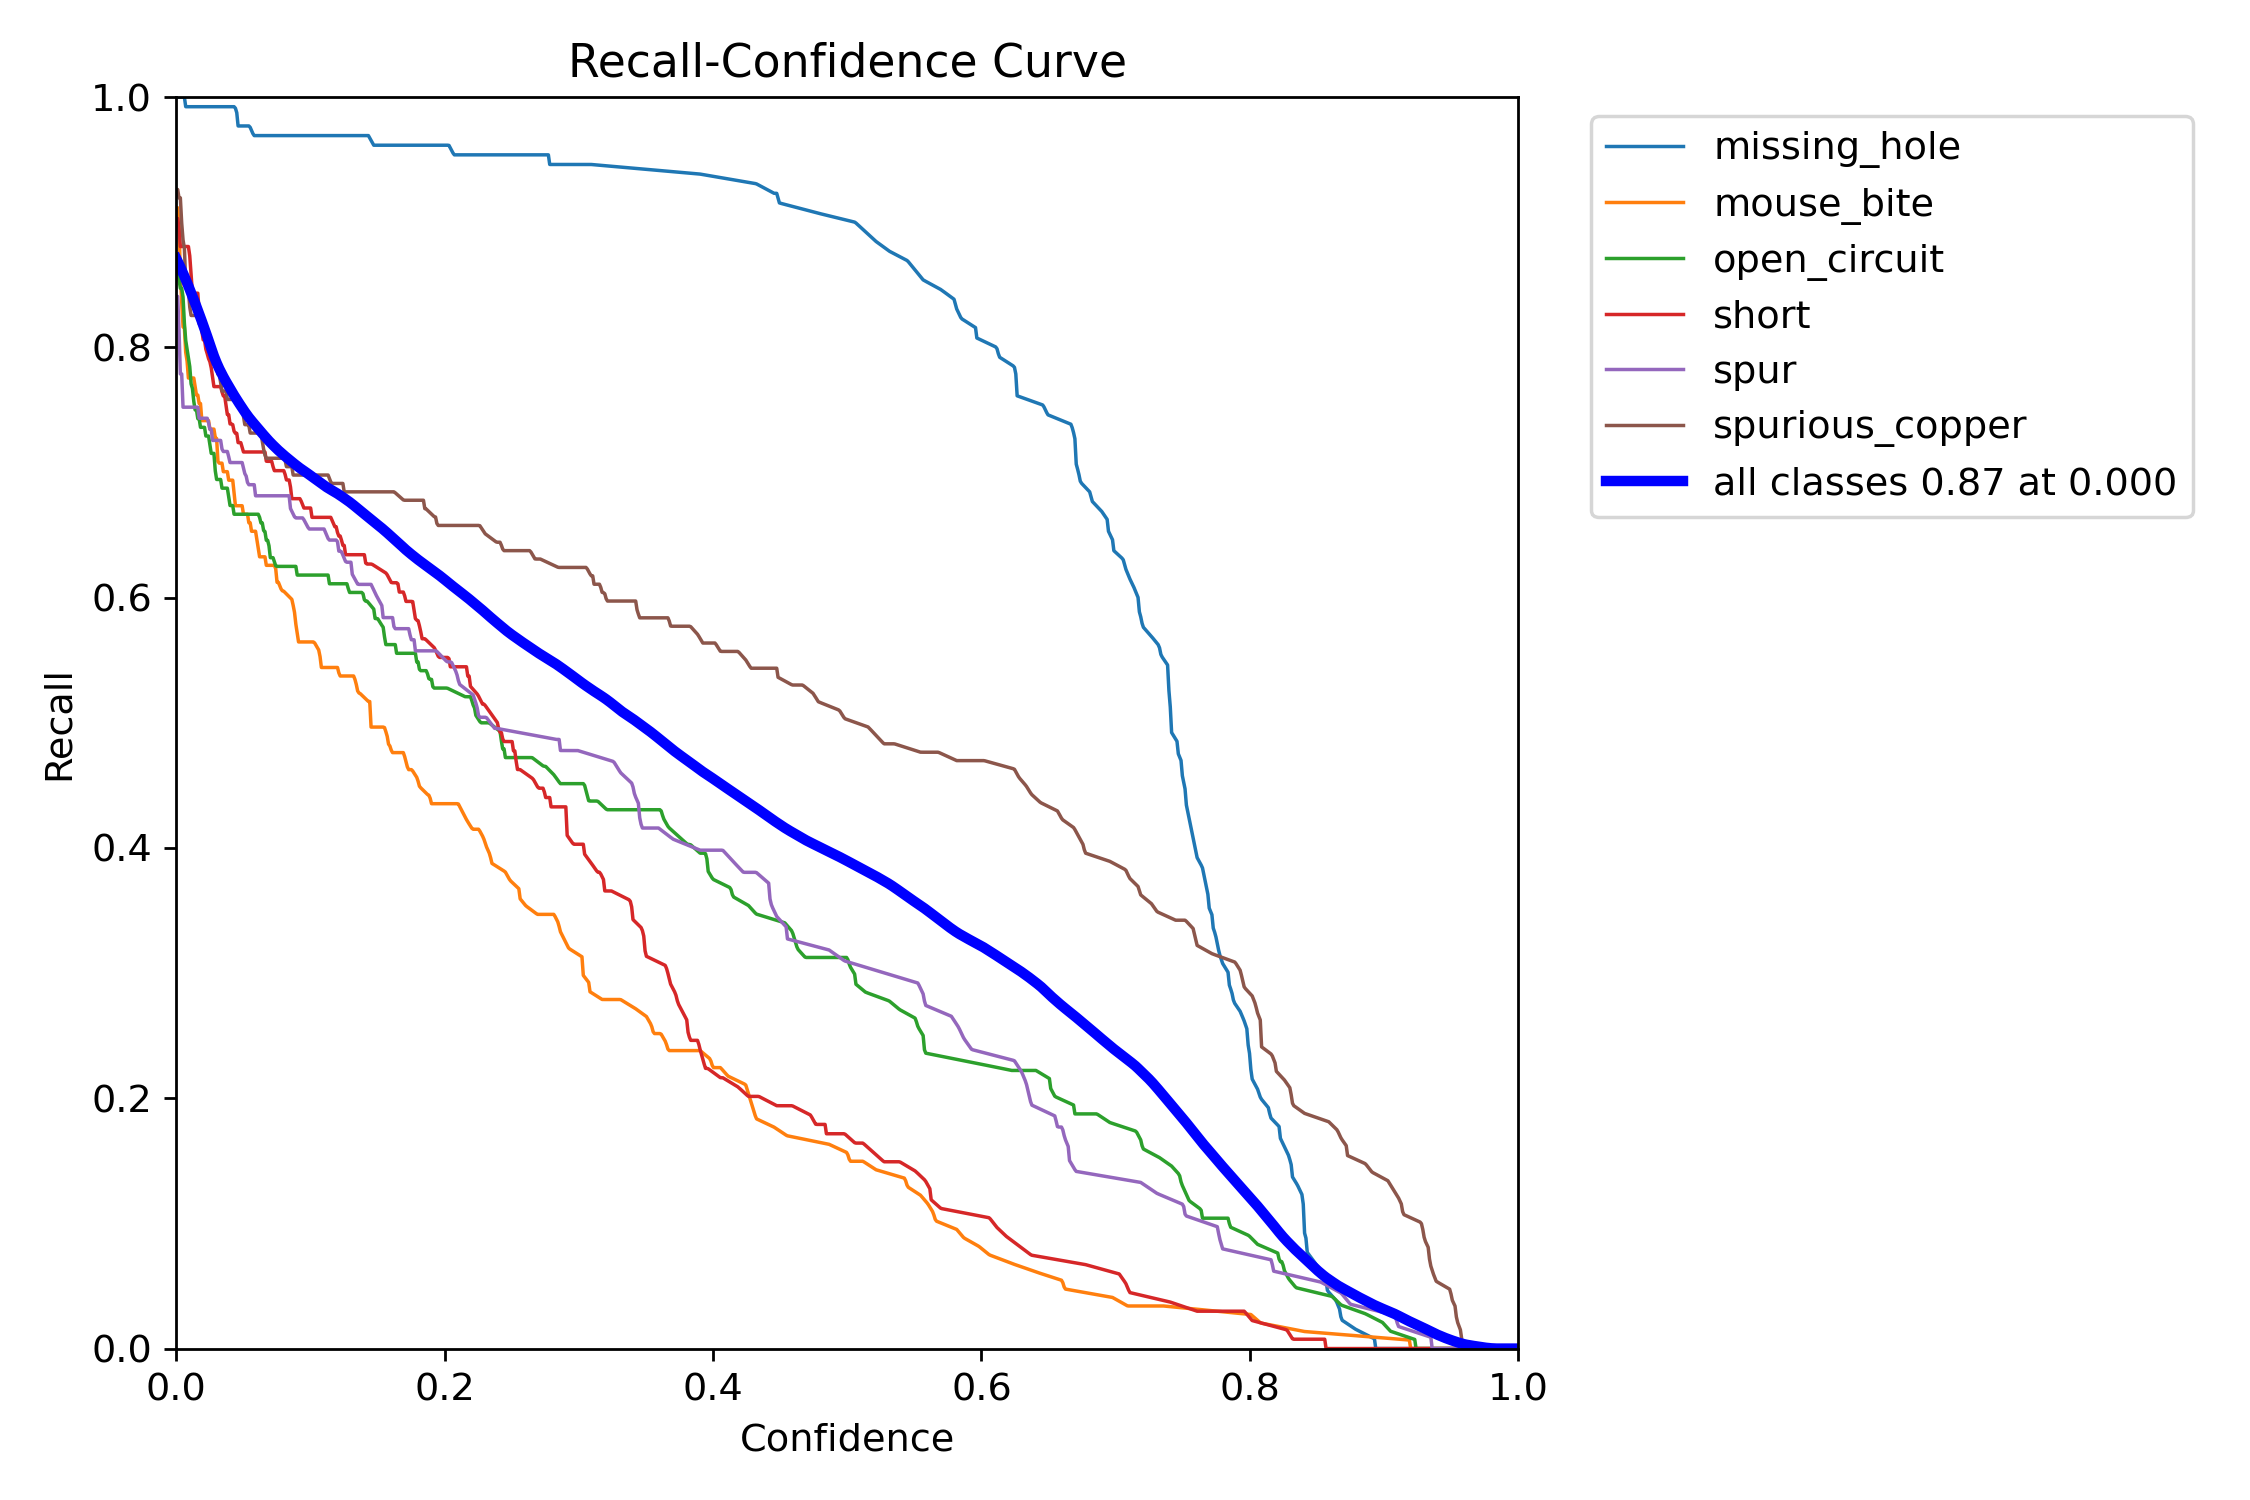 Recall-Confidence Curve
1.0
0.8
0.6
0.4
0.2
0.0
Recall
0.0 0.2 0.4 0.6 0.8 1.0
Confidence
missing_hole
mouse_bite
open_circuit
short
spur
spurious_copper
all classes 0.87 at 0.000